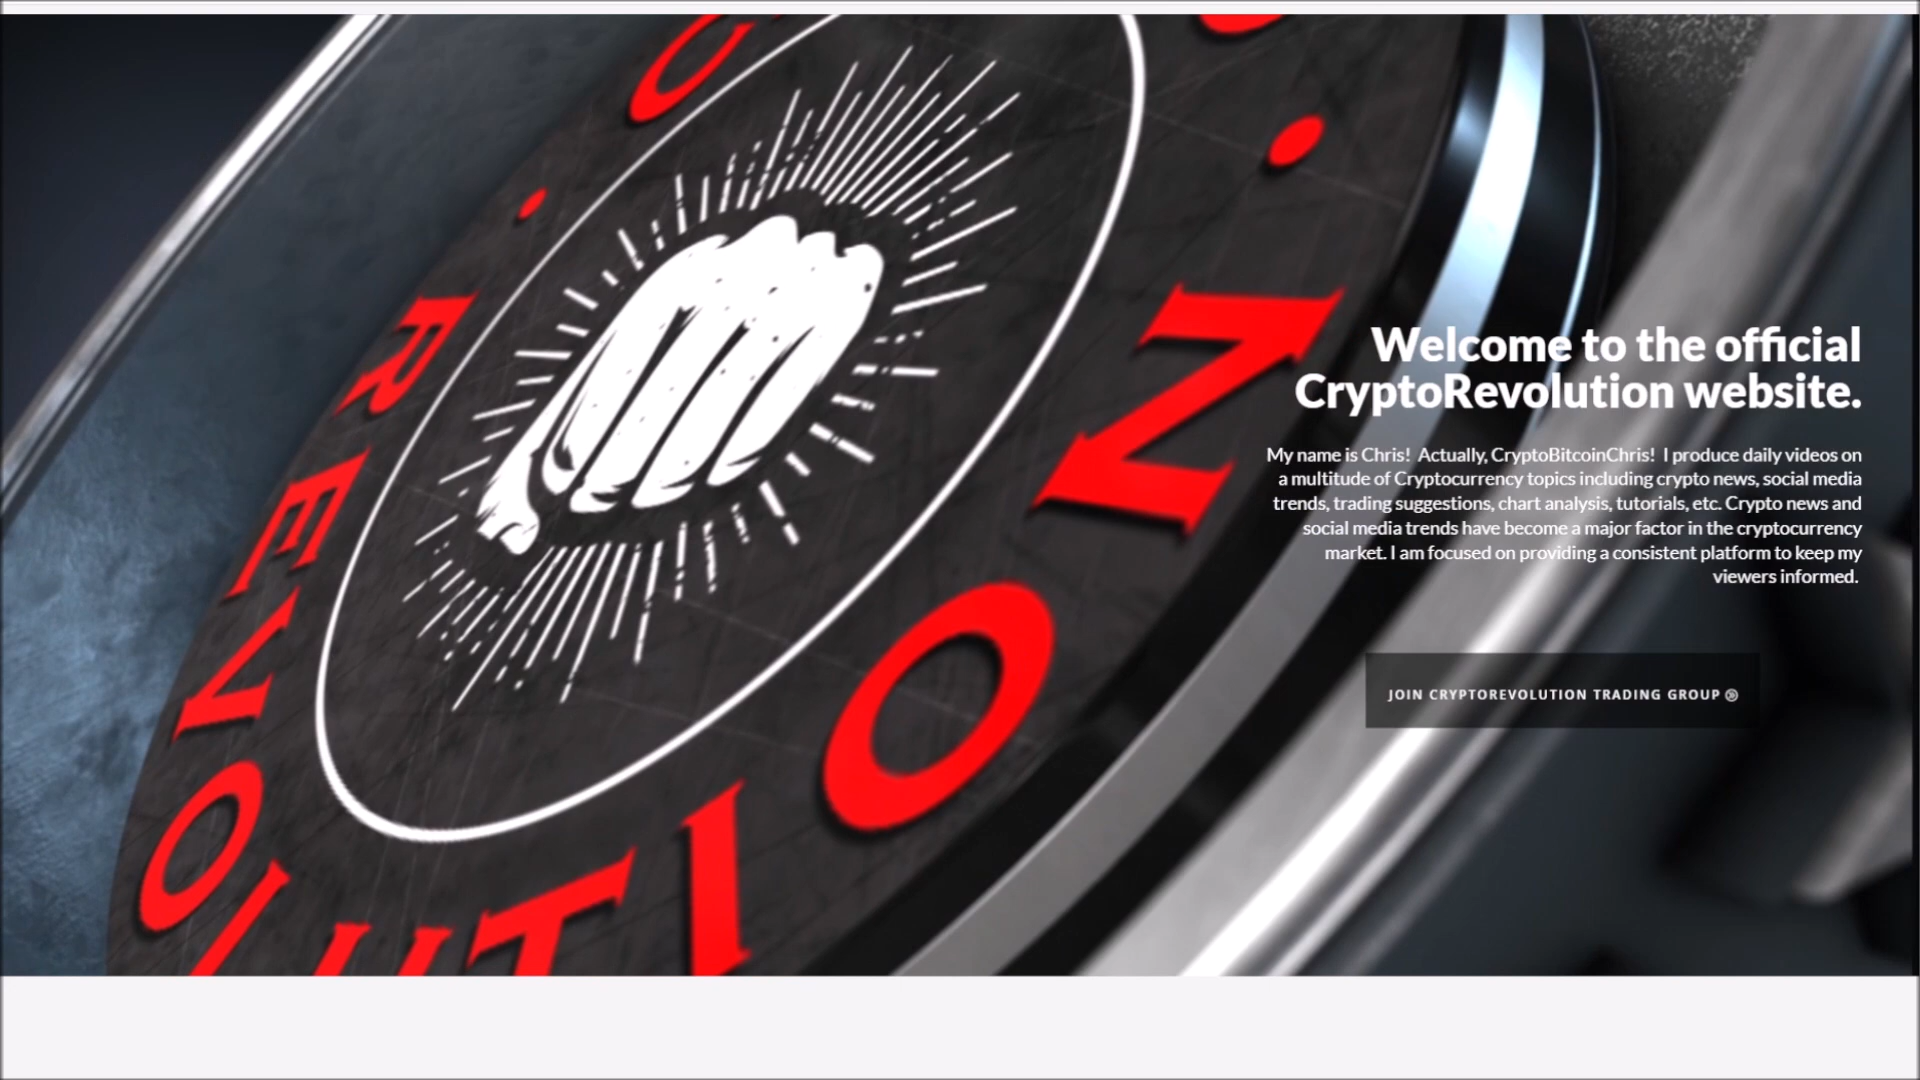 REVOLUTION
Welcome to the official
CryptoRevolution website.
My name is Chris! Actually, CryptoBitcoinChris! I produce daily videos on
a multitude of Cryptocurrency topics including crypto news, social media
trends, trading suggestions, chart analysis, tutorials, etc. Crypto news and
social media trends have become a major factor in the cryptocurrency
market. I am focused on providing a consistent platform to keep my
viewers informed.
JOIN CRYPTOREVOLUTION TRADING GROUP